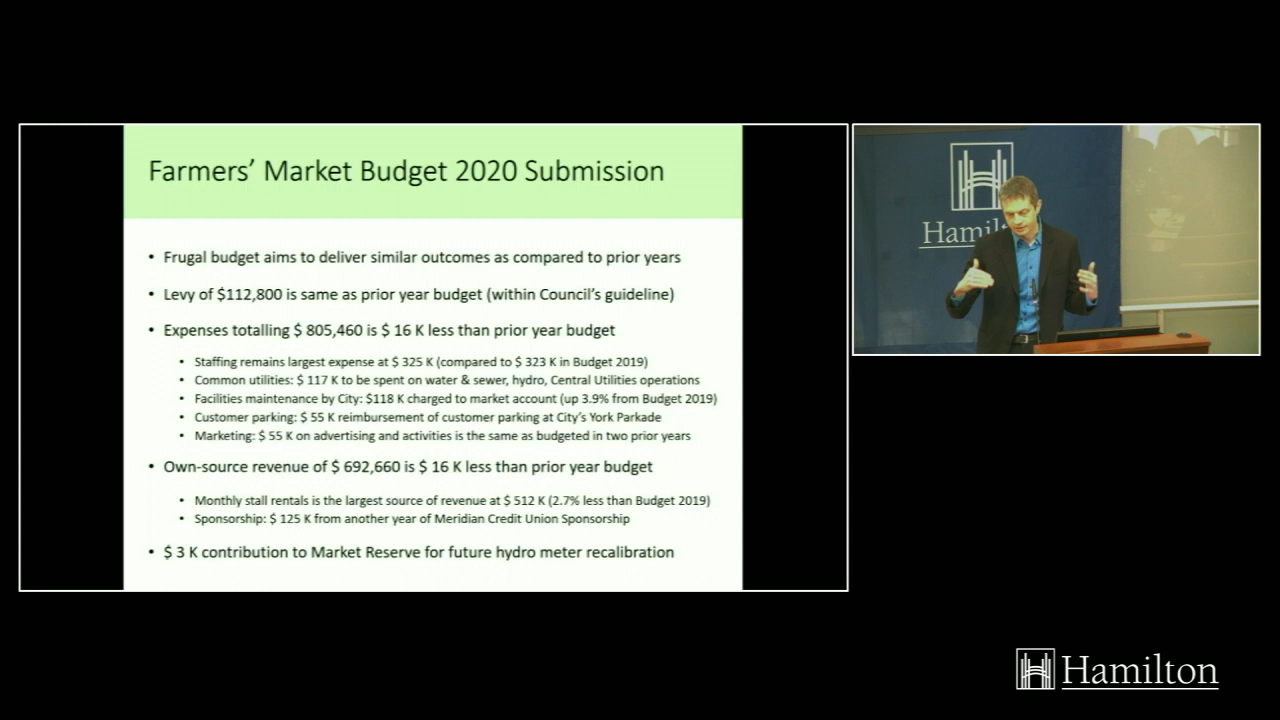 Farmers’ Market Budget 2020 Submission
• Frugal budget aims to deliver similar outcomes as compared to prior years
• Levy of $112,800 is same as prior year budget (within Council’s guideline)
• Expenses totalling $ 805,460 is $ 16 K less than prior year budget
• Staffing remains largest expense at $ 325 K (compared to $ 323 K in Budget 2019)
• Common utilities: $ 117 K to be spent on water & sewer, hydro, Central Utilities operations
• Facilities maintenance by City: $118 K charged to market account (up 3.9% from Budget 2019)
• Customer parking: $ 55 K reimbursement of customer parking at City’s York Parkade
• Marketing: $ 55 K on advertising and activities is the same as budgeted in two prior years
• Own-source revenue of $ 692,660 is $ 16 K less than prior year budget
• Monthly stall rentals is the largest source of revenue at $ 512 K (2.7% less than Budget 2019)
• Sponsorship: $ 125 K from another year of Meridian Credit Union Sponsorship
• $ 3 K contribution to Market Reserve for future hydro meter recalibration
Hamil
Hamilton